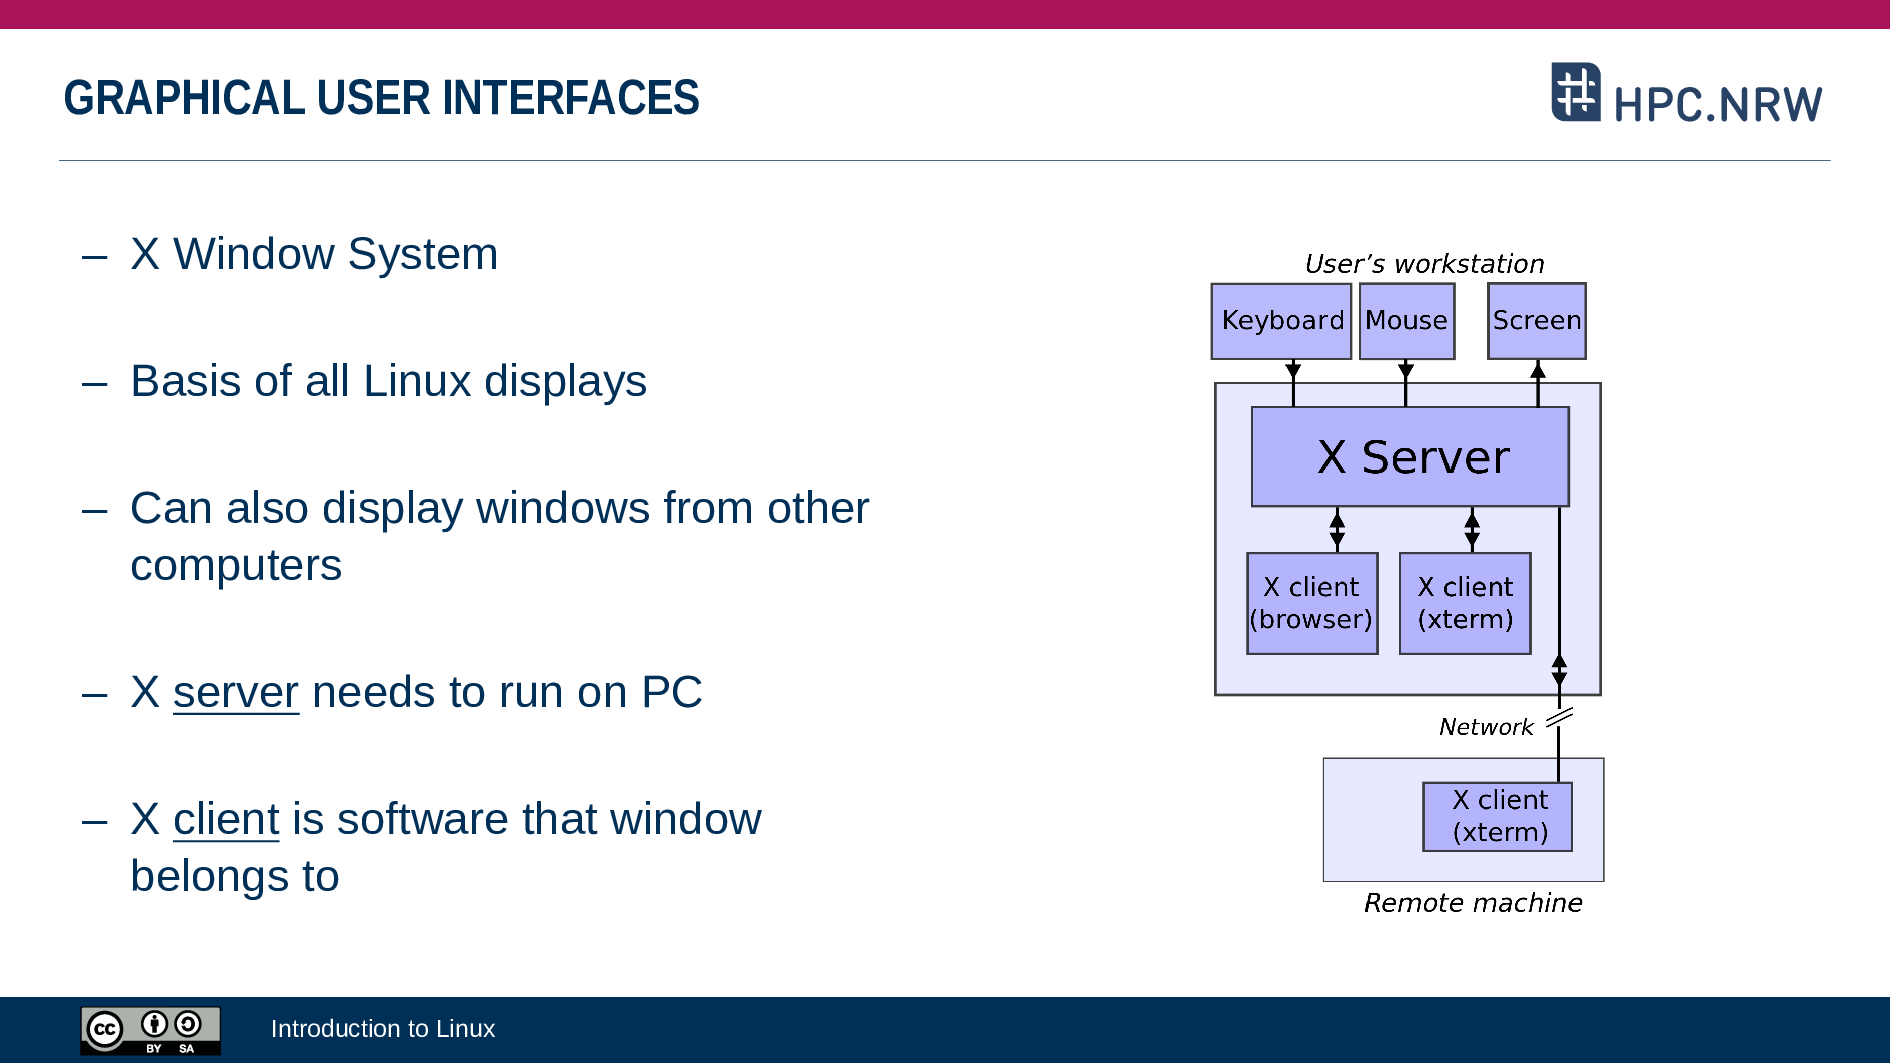 GRAPHICAL USER INTERFACES
HPC.NRW
– X Window System
– Basis of all Linux displays
– Can also display windows from other
computers
– X server needs to run on PC
– X client is software that window
belongs to
User’s workstation
Keyboard
Mouse
Screen
X Server
X client
(browser)
X client
(xterm)
Network
X client
(xterm)
Remote machine
cc
BY SA
Introduction to Linux